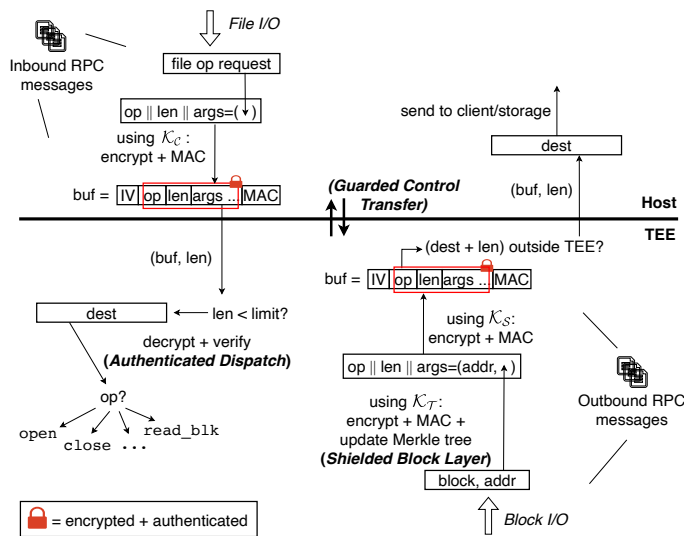 File I/O
Inbound RPC
messages
file op request
op || len || args=( )
using 𝒦_𝒞:
encrypt + MAC
buf = IV op len args ... MAC
(buf, len)
dest
len < limit?
decrypt + verify
(Authenticated Dispatch)
op?
open
close
...
read_blk
= encrypted + authenticated
send to client/storage
dest
(buf, len)
(Guarded Control
Transfer)
Host
TEE
(dest + len) outside TEE?
buf = IV op len args ... MAC
using 𝒦_𝒮:
encrypt + MAC
op || len || args=(addr, )
using 𝒦_𝒯:
encrypt + MAC +
update Merkle tree
(Shielded Block Layer)
block, addr
Block I/O
Outbound RPC
messages